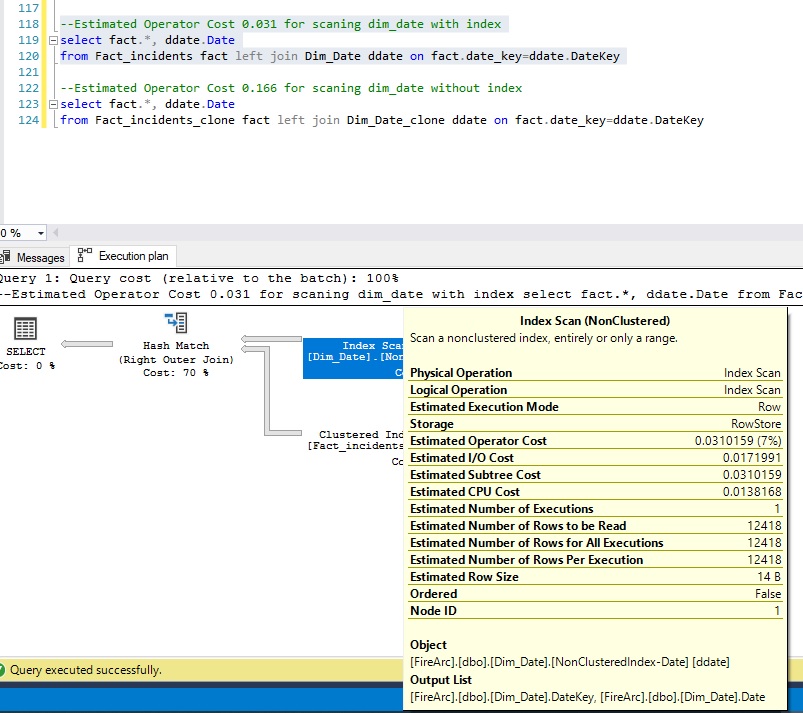 117
118 --Estimated Operator Cost 0.031 for scaning dim_date with index
119 select fact.*, ddate.Date
120 from Fact_incidents fact left join Dim_Date ddate on fact.date_key=ddate.DateKey
121
122 --Estimated Operator Cost 0.166 for scaning dim_date without index
123 select fact.*, ddate.Date
124 from Fact_incidents_clone fact left join Dim_Date_clone ddate on fact.date_key=ddate.DateKey
0 %
Messages Execution plan
Query 1: Query cost (relative to the batch): 100%
--Estimated Operator Cost 0.031 for scaning dim_date with index select fact.*, ddate.Date from Fac
SELECT
Cost: 0 %
Hash Match
(Right Outer Join)
Cost: 70 %
Index Sca
[Dim_Date].[Non
C
Clustered Ind
[Fact_incidents
Co
Index Scan (NonClustered)
Scan a nonclustered index, entirely or only a range.
Physical Operation Index Scan
Logical Operation Index Scan
Estimated Execution Mode Row
Storage RowStore
Estimated Operator Cost 0.0310159 (7%)
Estimated I/O Cost 0.0171991
Estimated Subtree Cost 0.0310159
Estimated CPU Cost 0.0138168
Estimated Number of Executions 1
Estimated Number of Rows to be Read 12418
Estimated Number of Rows for All Executions 12418
Estimated Number of Rows Per Execution 12418
Estimated Row Size 14 B
Ordered False
Node ID 1
Object
[FireArc].[dbo].[Dim_Date].[NonClusteredIndex-Date] [ddate]
Output List
[FireArc].[dbo].[Dim_Date].DateKey, [FireArc].[dbo].[Dim_Date].Date
Query executed successfully.